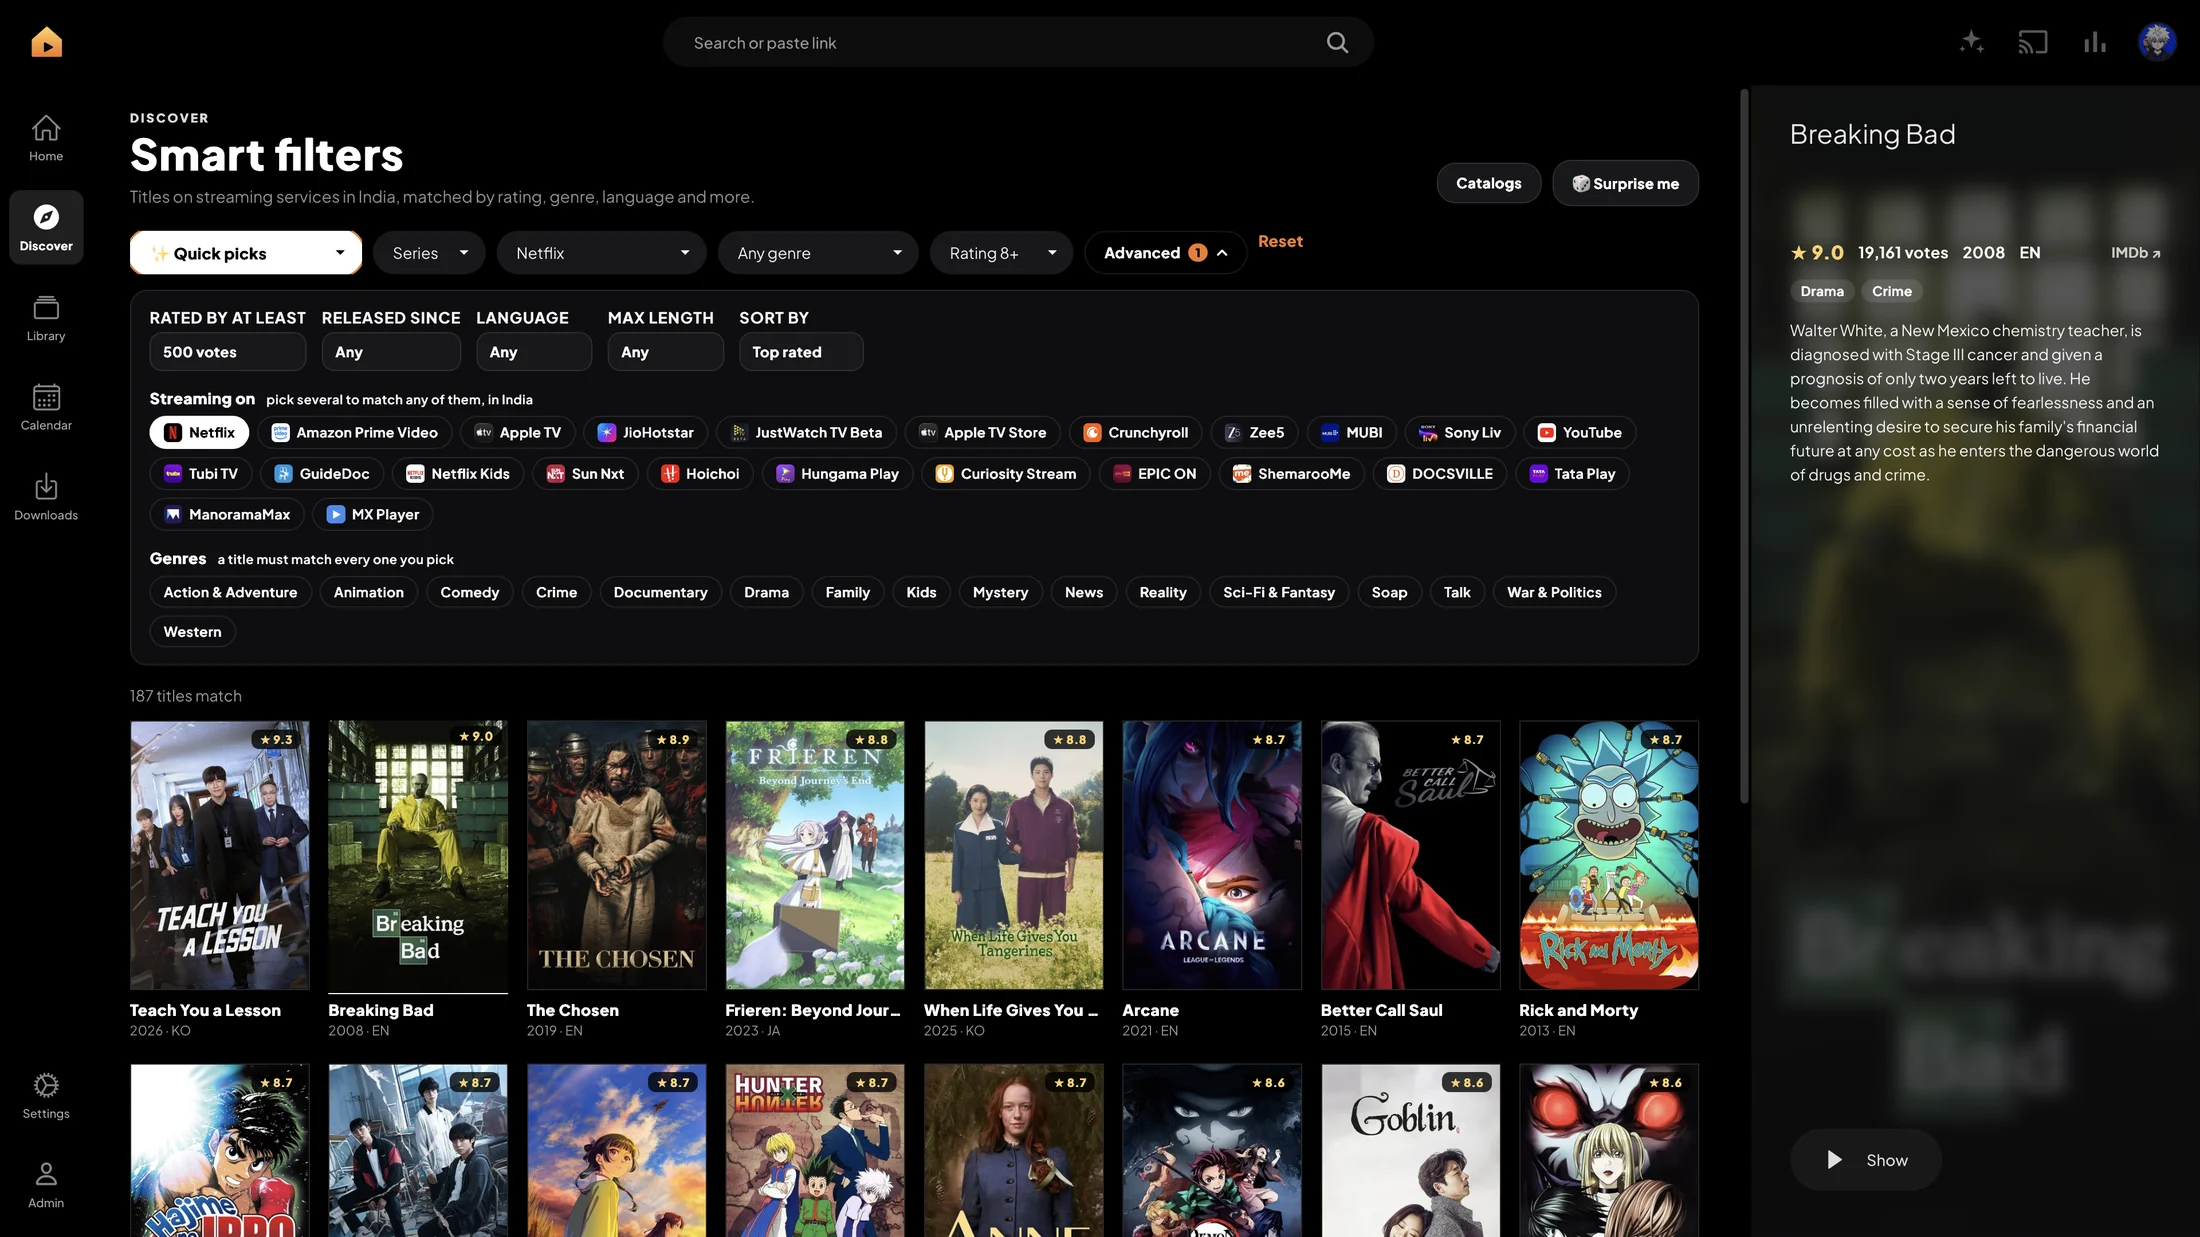 Search or paste link
Home
Discover
Library
Calendar
Downloads
Settings
Admin
DISCOVER
Smart filters
Titles on streaming services in India, matched by rating, genre, language and more.
Catalogs
Surprise me
Quick picks
Series
Netflix
Any genre
Rating 8+
Advanced 1
Reset
RATED BY AT LEAST RELEASED SINCE LANGUAGE MAX LENGTH SORT BY
500 votes Any Any Any Top rated
Streaming on pick several to match any of them, in India
Netflix Amazon Prime Video Apple TV JioHotstar JustWatch TV Beta Apple TV Store Crunchyroll Zee5 MUBI Sony Liv YouTube
Tubi TV GuideDoc Netflix Kids Sun Nxt Hoichoi Hungama Play Curiosity Stream EPIC ON ShemarooMe DOCSVILLE Tata Play
ManoramaMax MX Player
Genres a title must match every one you pick
Action & Adventure Animation Comedy Crime Documentary Drama Family Kids Mystery News Reality Sci-Fi & Fantasy Soap Talk War & Politics
Western
187 titles match
★ 9.3
TEACH YOU
A LESSON
Teach You a Lesson
2026 · KO
★ 9.0
Breaking
Bad
Breaking Bad
2008 · EN
★ 8.9
THE CHOSEN
The Chosen
2019 · EN
★ 8.8
FRIEREN
Beyond Journey's End
Frieren: Beyond Jour...
2023 · JA
★ 8.8
When Life Gives You
Tangerines
When Life Gives You ...
2025 · KO
★ 8.7
ARCANE
LEAGUE OF LEGENDS
Arcane
2021 · EN
★ 8.7
BETTER
CALL
Saul
Better Call Saul
2015 · EN
★ 8.7
Rick and Morty
Rick and Morty
2013 · EN
★ 8.7
Hajime
IPPO
★ 8.7
★ 8.7
★ 8.7
HUNTER
HUNTER
★ 8.7
ANNE
★ 8.6
★ 8.6
Goblin
★ 8.6
Breaking Bad
★ 9.0 19,161 votes 2008 EN IMDb ↗
Drama Crime
Walter White, a New Mexico chemistry teacher, is
diagnosed with Stage III cancer and given a
prognosis of only two years left to live. He
becomes filled with a sense of fearlessness and an
unrelenting desire to secure his family's financial
future at any cost as he enters the dangerous world
of drugs and crime.
Show